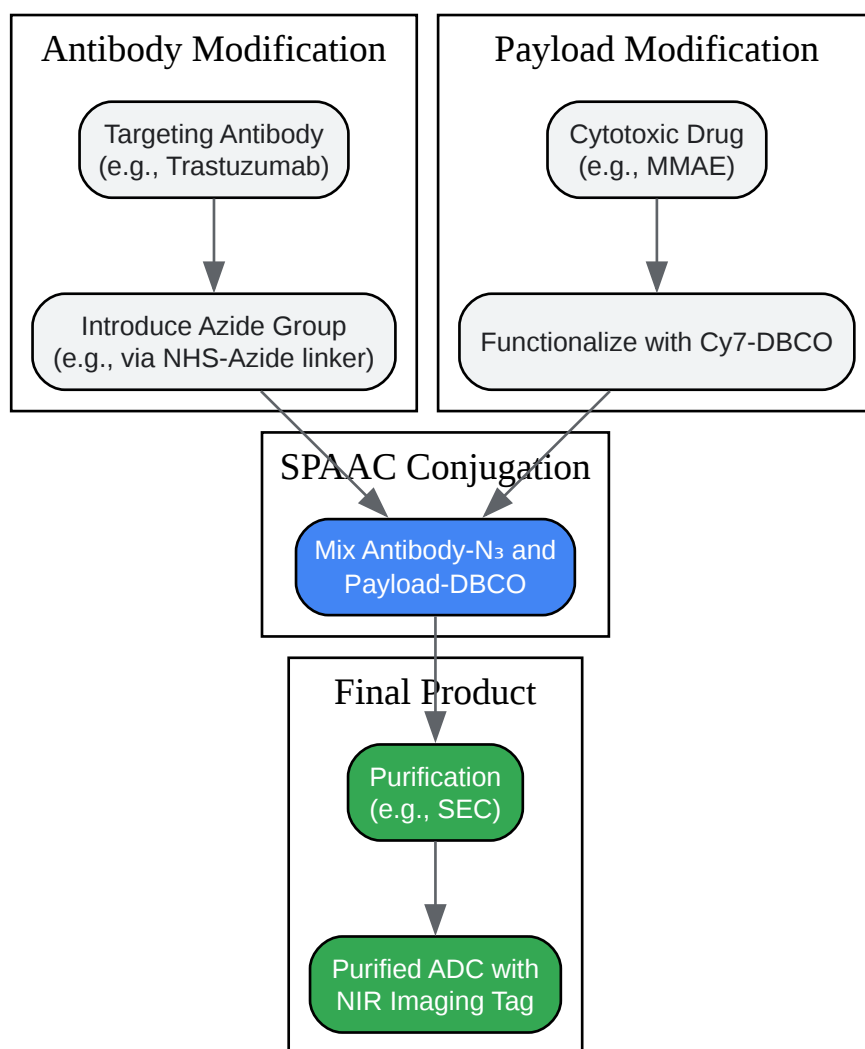 Antibody Modification
Payload Modification
Targeting Antibody
(e.g., Trastuzumab)
Cytotoxic Drug
(e.g., MMAE)
Introduce Azide Group
(e.g., via NHS-Azide linker)
Functionalize with Cy7-DBCO
SPAAC Conjugation
Mix Antibody-N₃ and
Payload-DBCO
Final Product
Purification
(e.g., SEC)
Purified ADC with
NIR Imaging Tag